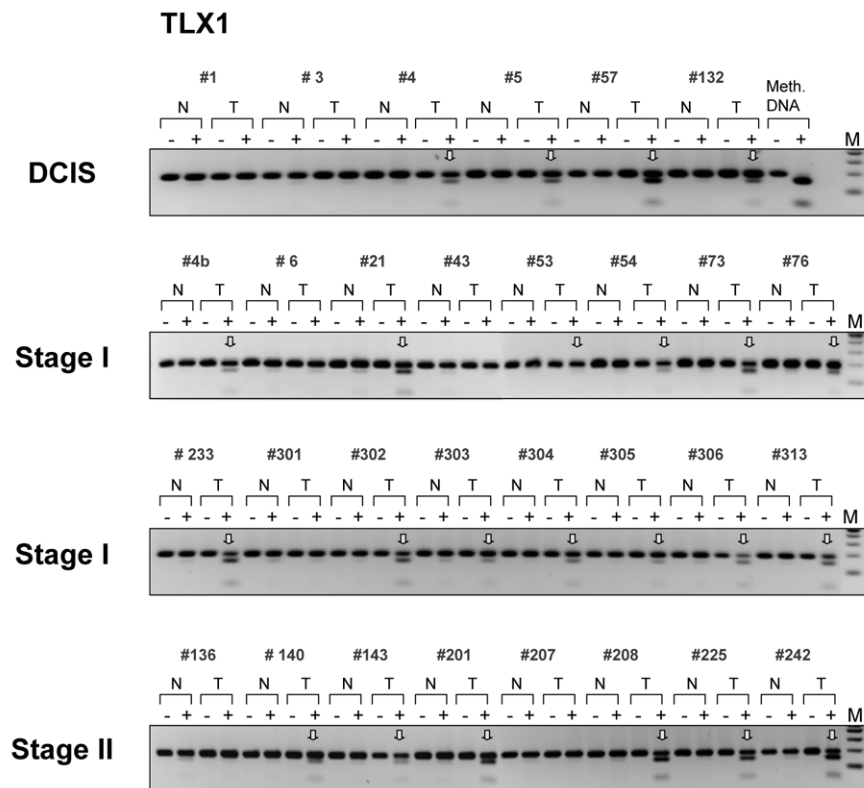 TLX1
#1 # 3 #4 #5 #57 #132 Meth. DNA
N T N T N T N T N T N T
- + - + - + - + - + - + - + - + - + - + - + - + - + M
DCIS
#4b # 6 #21 #43 #53 #54 #73 #76
N T N T N T N T N T N T N T N T
- + - + - + - + - + - + - + - + - + - + - + - + - + - + - + - + M
Stage I
# 233 #301 #302 #303 #304 #305 #306 #313
N T N T N T N T N T N T N T N T
- + - + - + - + - + - + - + - + - + - + - + - + - + - + - + - + M
Stage I
#136 # 140 #143 #201 #207 #208 #225 #242
N T N T N T N T N T N T N T N T
- + - + - + - + - + - + - + - + - + - + - + - + - + - + - + - + M
Stage II